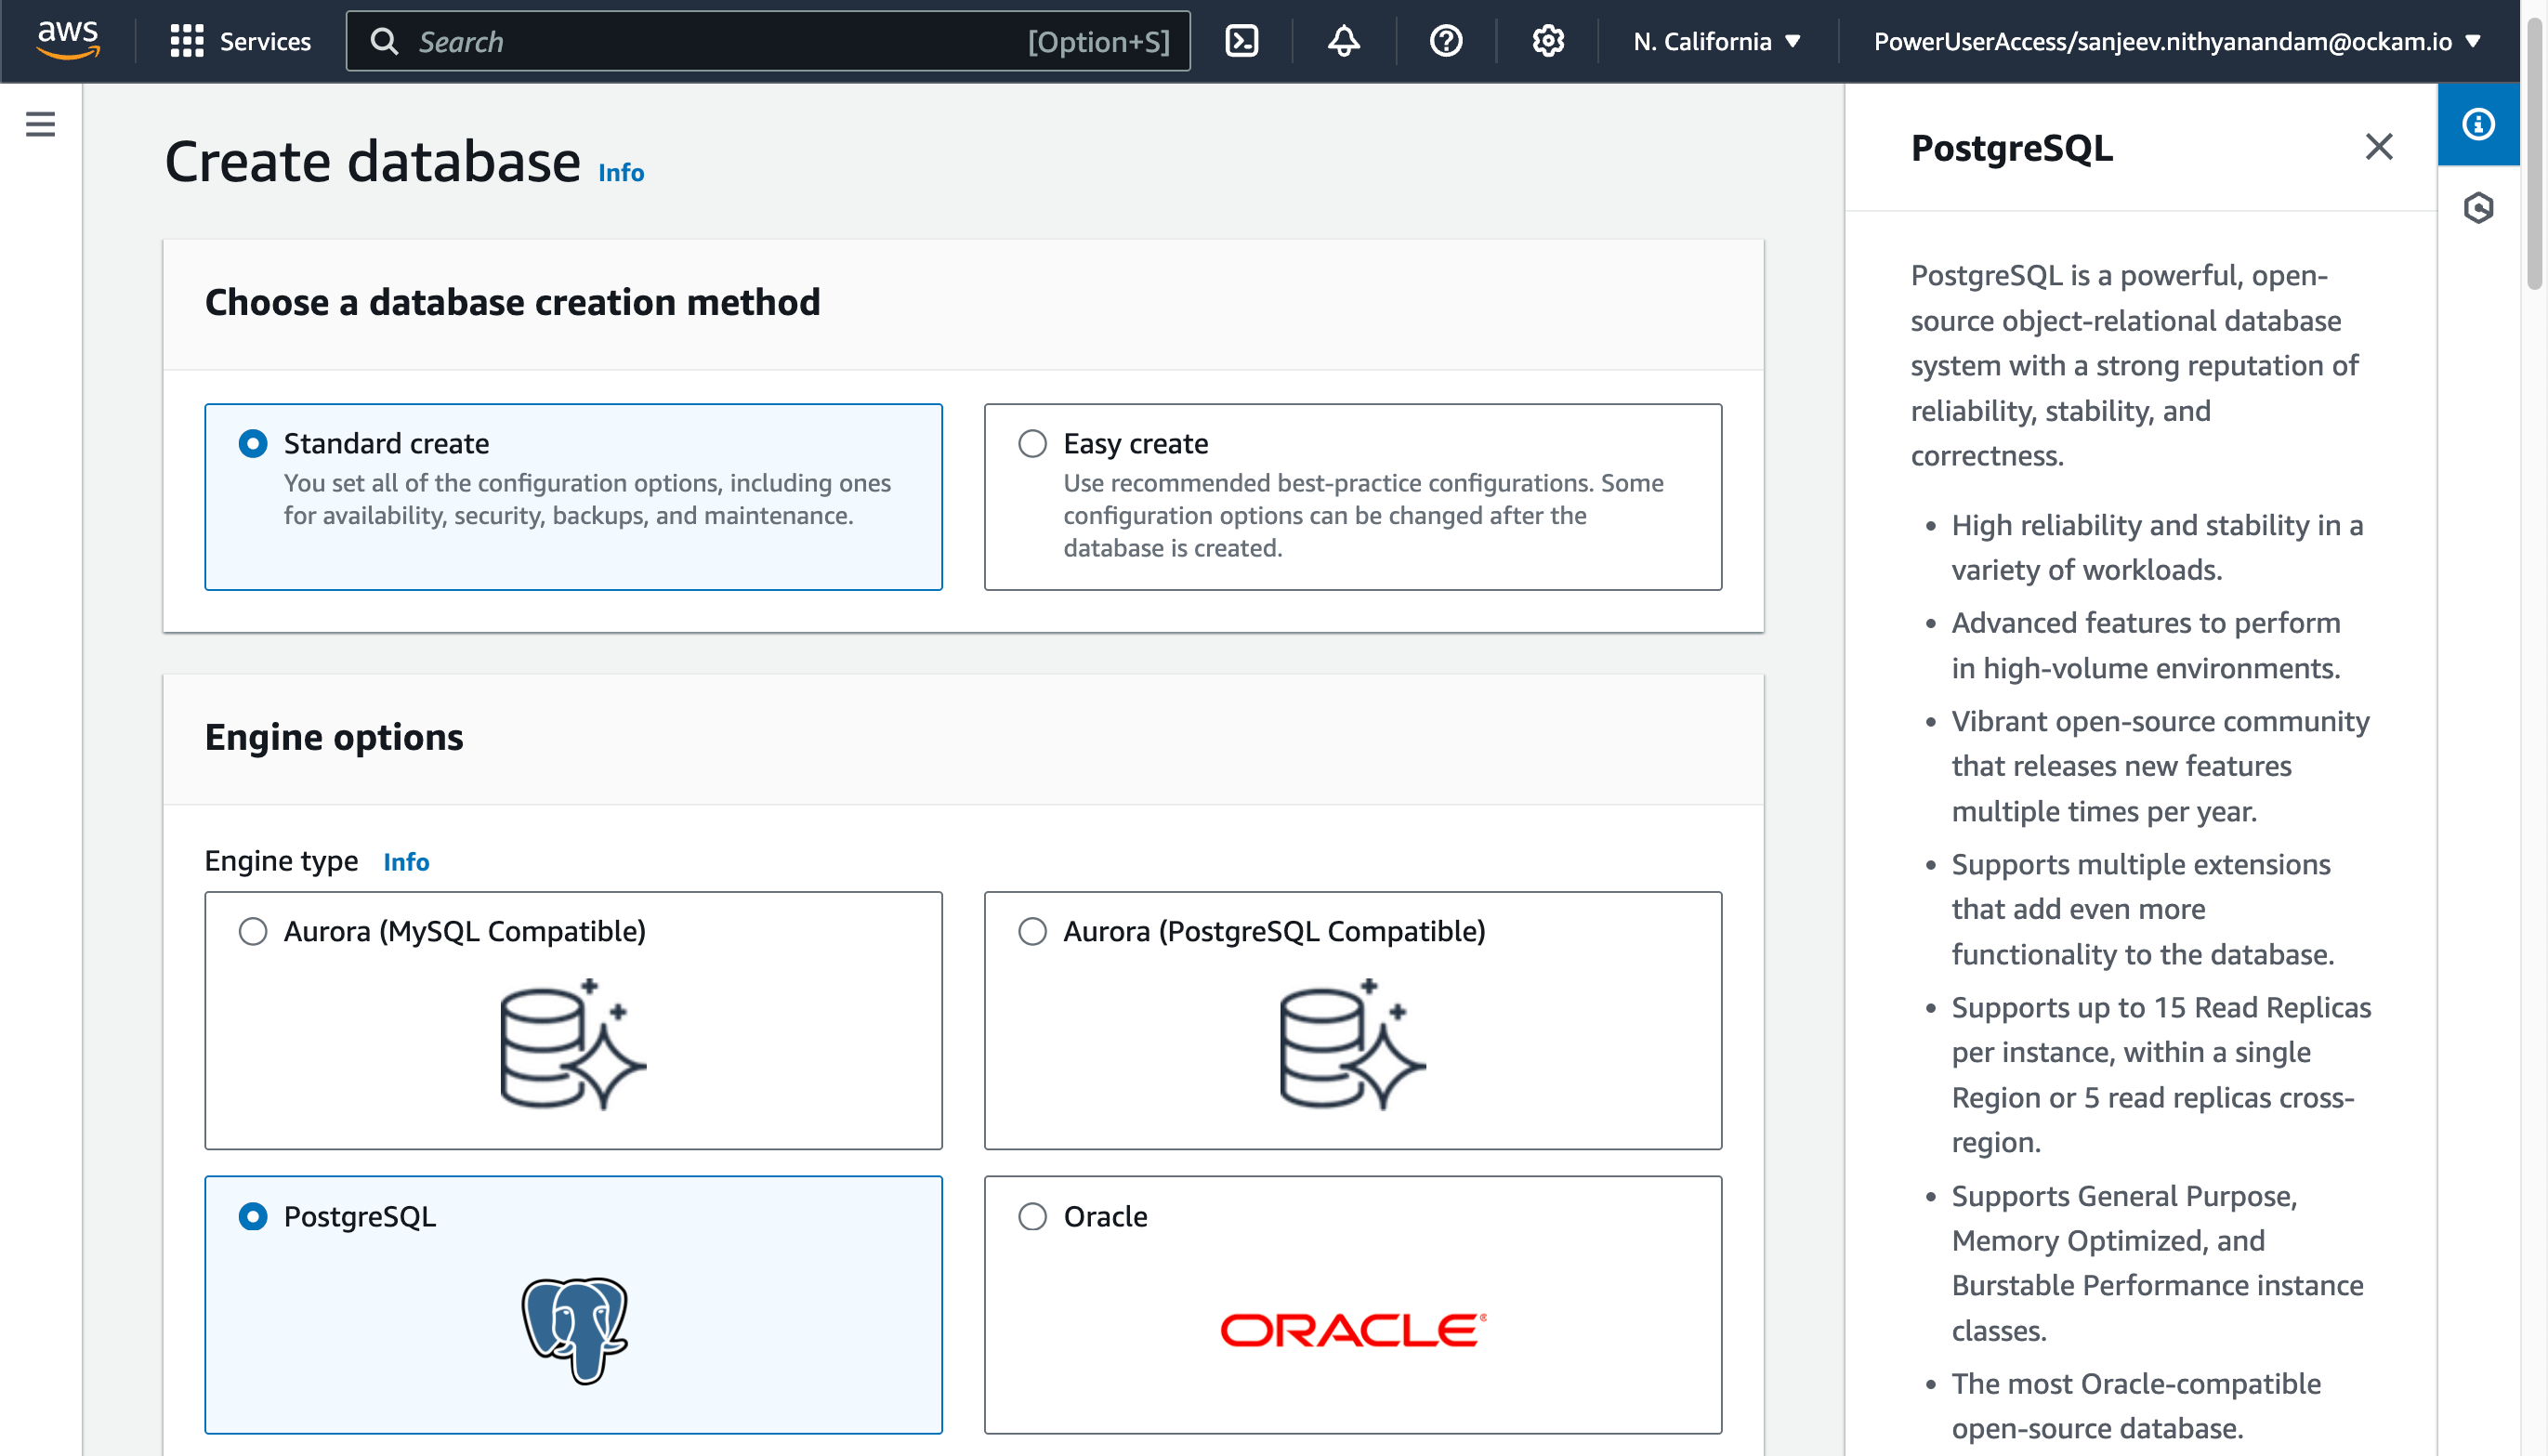 aws
Services
Search
[Option+S]
N. California
PowerUserAccess/sanjeev.nithyanandam@ockam.io
Create database Info
Choose a database creation method
Standard create
You set all of the configuration options, including ones
for availability, security, backups, and maintenance.
Easy create
Use recommended best-practice configurations. Some
configuration options can be changed after the
database is created.
Engine options
Engine type Info
Aurora (MySQL Compatible)
Aurora (PostgreSQL Compatible)
PostgreSQL
Oracle
ORACLE®
PostgreSQL
PostgreSQL is a powerful, open-
source object-relational database
system with a strong reputation of
reliability, stability, and
correctness.
• High reliability and stability in a
variety of workloads.
• Advanced features to perform
in high-volume environments.
• Vibrant open-source community
that releases new features
multiple times per year.
• Supports multiple extensions
that add even more
functionality to the database.
• Supports up to 15 Read Replicas
per instance, within a single
Region or 5 read replicas cross-
region.
• Supports General Purpose,
Memory Optimized, and
Burstable Performance instance
classes.
• The most Oracle-compatible
open-source database.